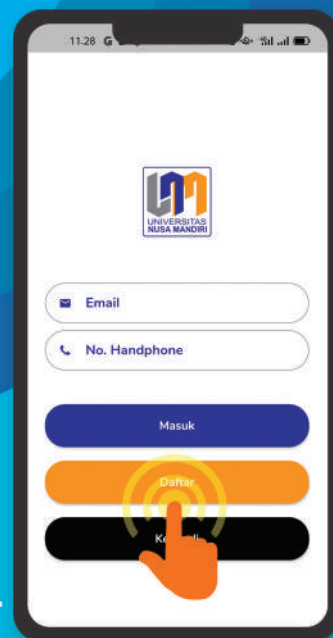 11.28 G
UNIVERSITAS
NUSA MANDIRI
Email
No. Handphone
Masuk
Daftar